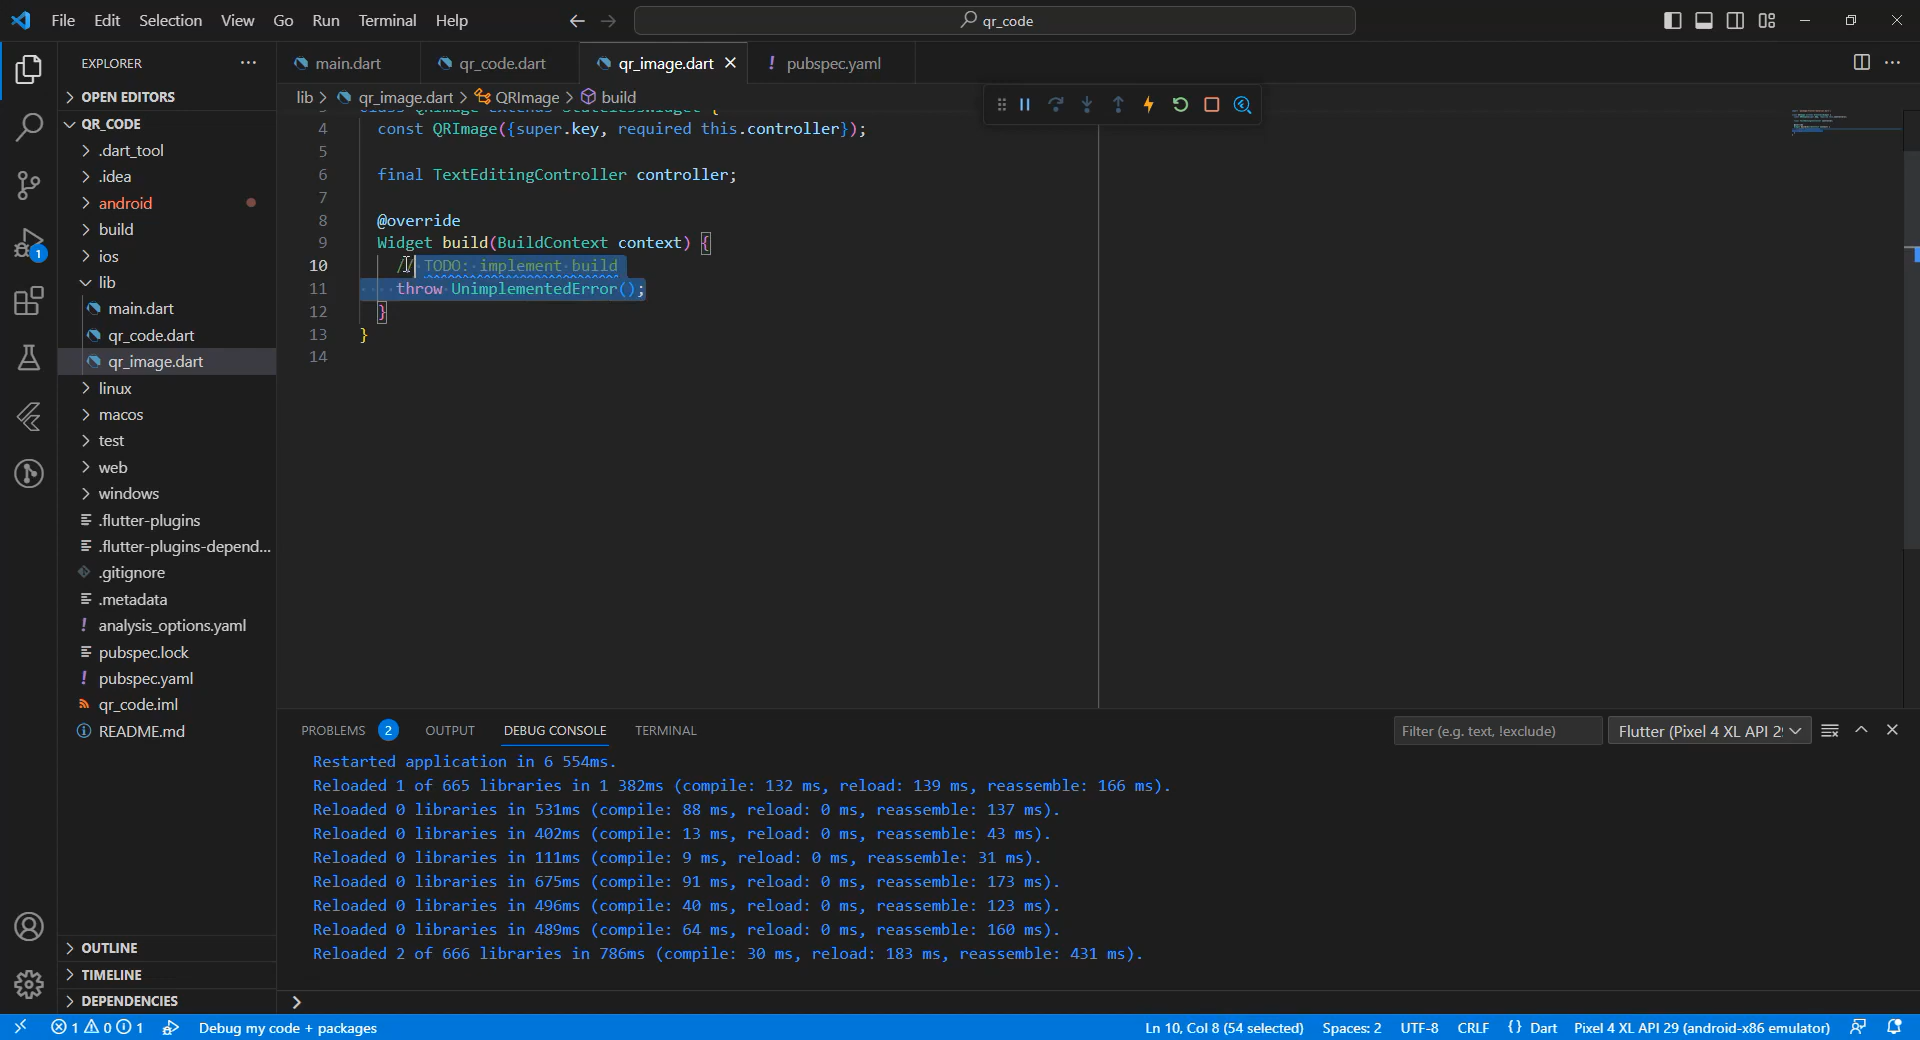 File Edit Selection View Go Run Terminal Help
qr_code
EXPLORER
OPEN EDITORS
QR_CODE
.dart_tool
.idea
android
build
ios
lib
main.dart
qr_code.dart
qr_image.dart
linux
macos
test
web
windows
.flutter-plugins
.flutter-plugins-depend...
.gitignore
.metadata
analysis_options.yaml
pubspec.lock
pubspec.yaml
qr_code.iml
README.md
OUTLINE
TIMELINE
DEPENDENCIES
1
main.dart qr_code.dart qr_image.dart pubspec.yaml
lib > qr_image.dart > QRImage > build
class QRImage extends StatelessWidget {
4 const QRImage({super.key, required this.controller});
5
6 final TextEditingController controller;
7
8 @override
9 Widget build(BuildContext context) {
10 // TODO: implement build
11 throw UnimplementedError();
12 }
13 }
14
PROBLEMS 2 OUTPUT DEBUG CONSOLE TERMINAL
Filter (e.g. text, !exclude) Flutter (Pixel 4 XL API 2
Restarted application in 6 554ms.
Reloaded 1 of 665 libraries in 1 382ms (compile: 132 ms, reload: 139 ms, reassemble: 166 ms).
Reloaded 0 libraries in 531ms (compile: 88 ms, reload: 0 ms, reassemble: 137 ms).
Reloaded 0 libraries in 402ms (compile: 13 ms, reload: 0 ms, reassemble: 43 ms).
Reloaded 0 libraries in 111ms (compile: 9 ms, reload: 0 ms, reassemble: 31 ms).
Reloaded 0 libraries in 675ms (compile: 91 ms, reload: 0 ms, reassemble: 173 ms).
Reloaded 0 libraries in 496ms (compile: 40 ms, reload: 0 ms, reassemble: 123 ms).
Reloaded 0 libraries in 489ms (compile: 64 ms, reload: 0 ms, reassemble: 160 ms).
Reloaded 2 of 666 libraries in 786ms (compile: 30 ms, reload: 183 ms, reassemble: 431 ms).
1 0 1 Debug my code + packages Ln 10, Col 8 (54 selected) Spaces: 2 UTF-8 CRLF {} Dart Pixel 4 XL API 29 (android-x86 emulator)